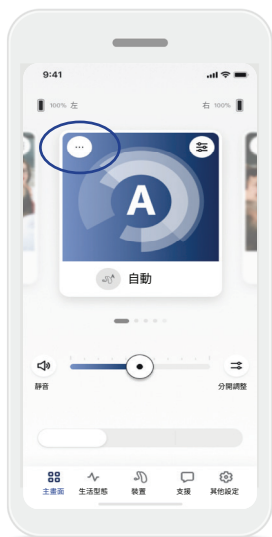 9:41
100% 左
右 100%
...
A
自動
靜音
分開調整
主畫面 生活型態 裝置 支援 其他設定